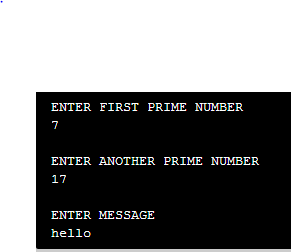 ENTER FIRST PRIME NUMBER
7
ENTER ANOTHER PRIME NUMBER
17
ENTER MESSAGE
hello